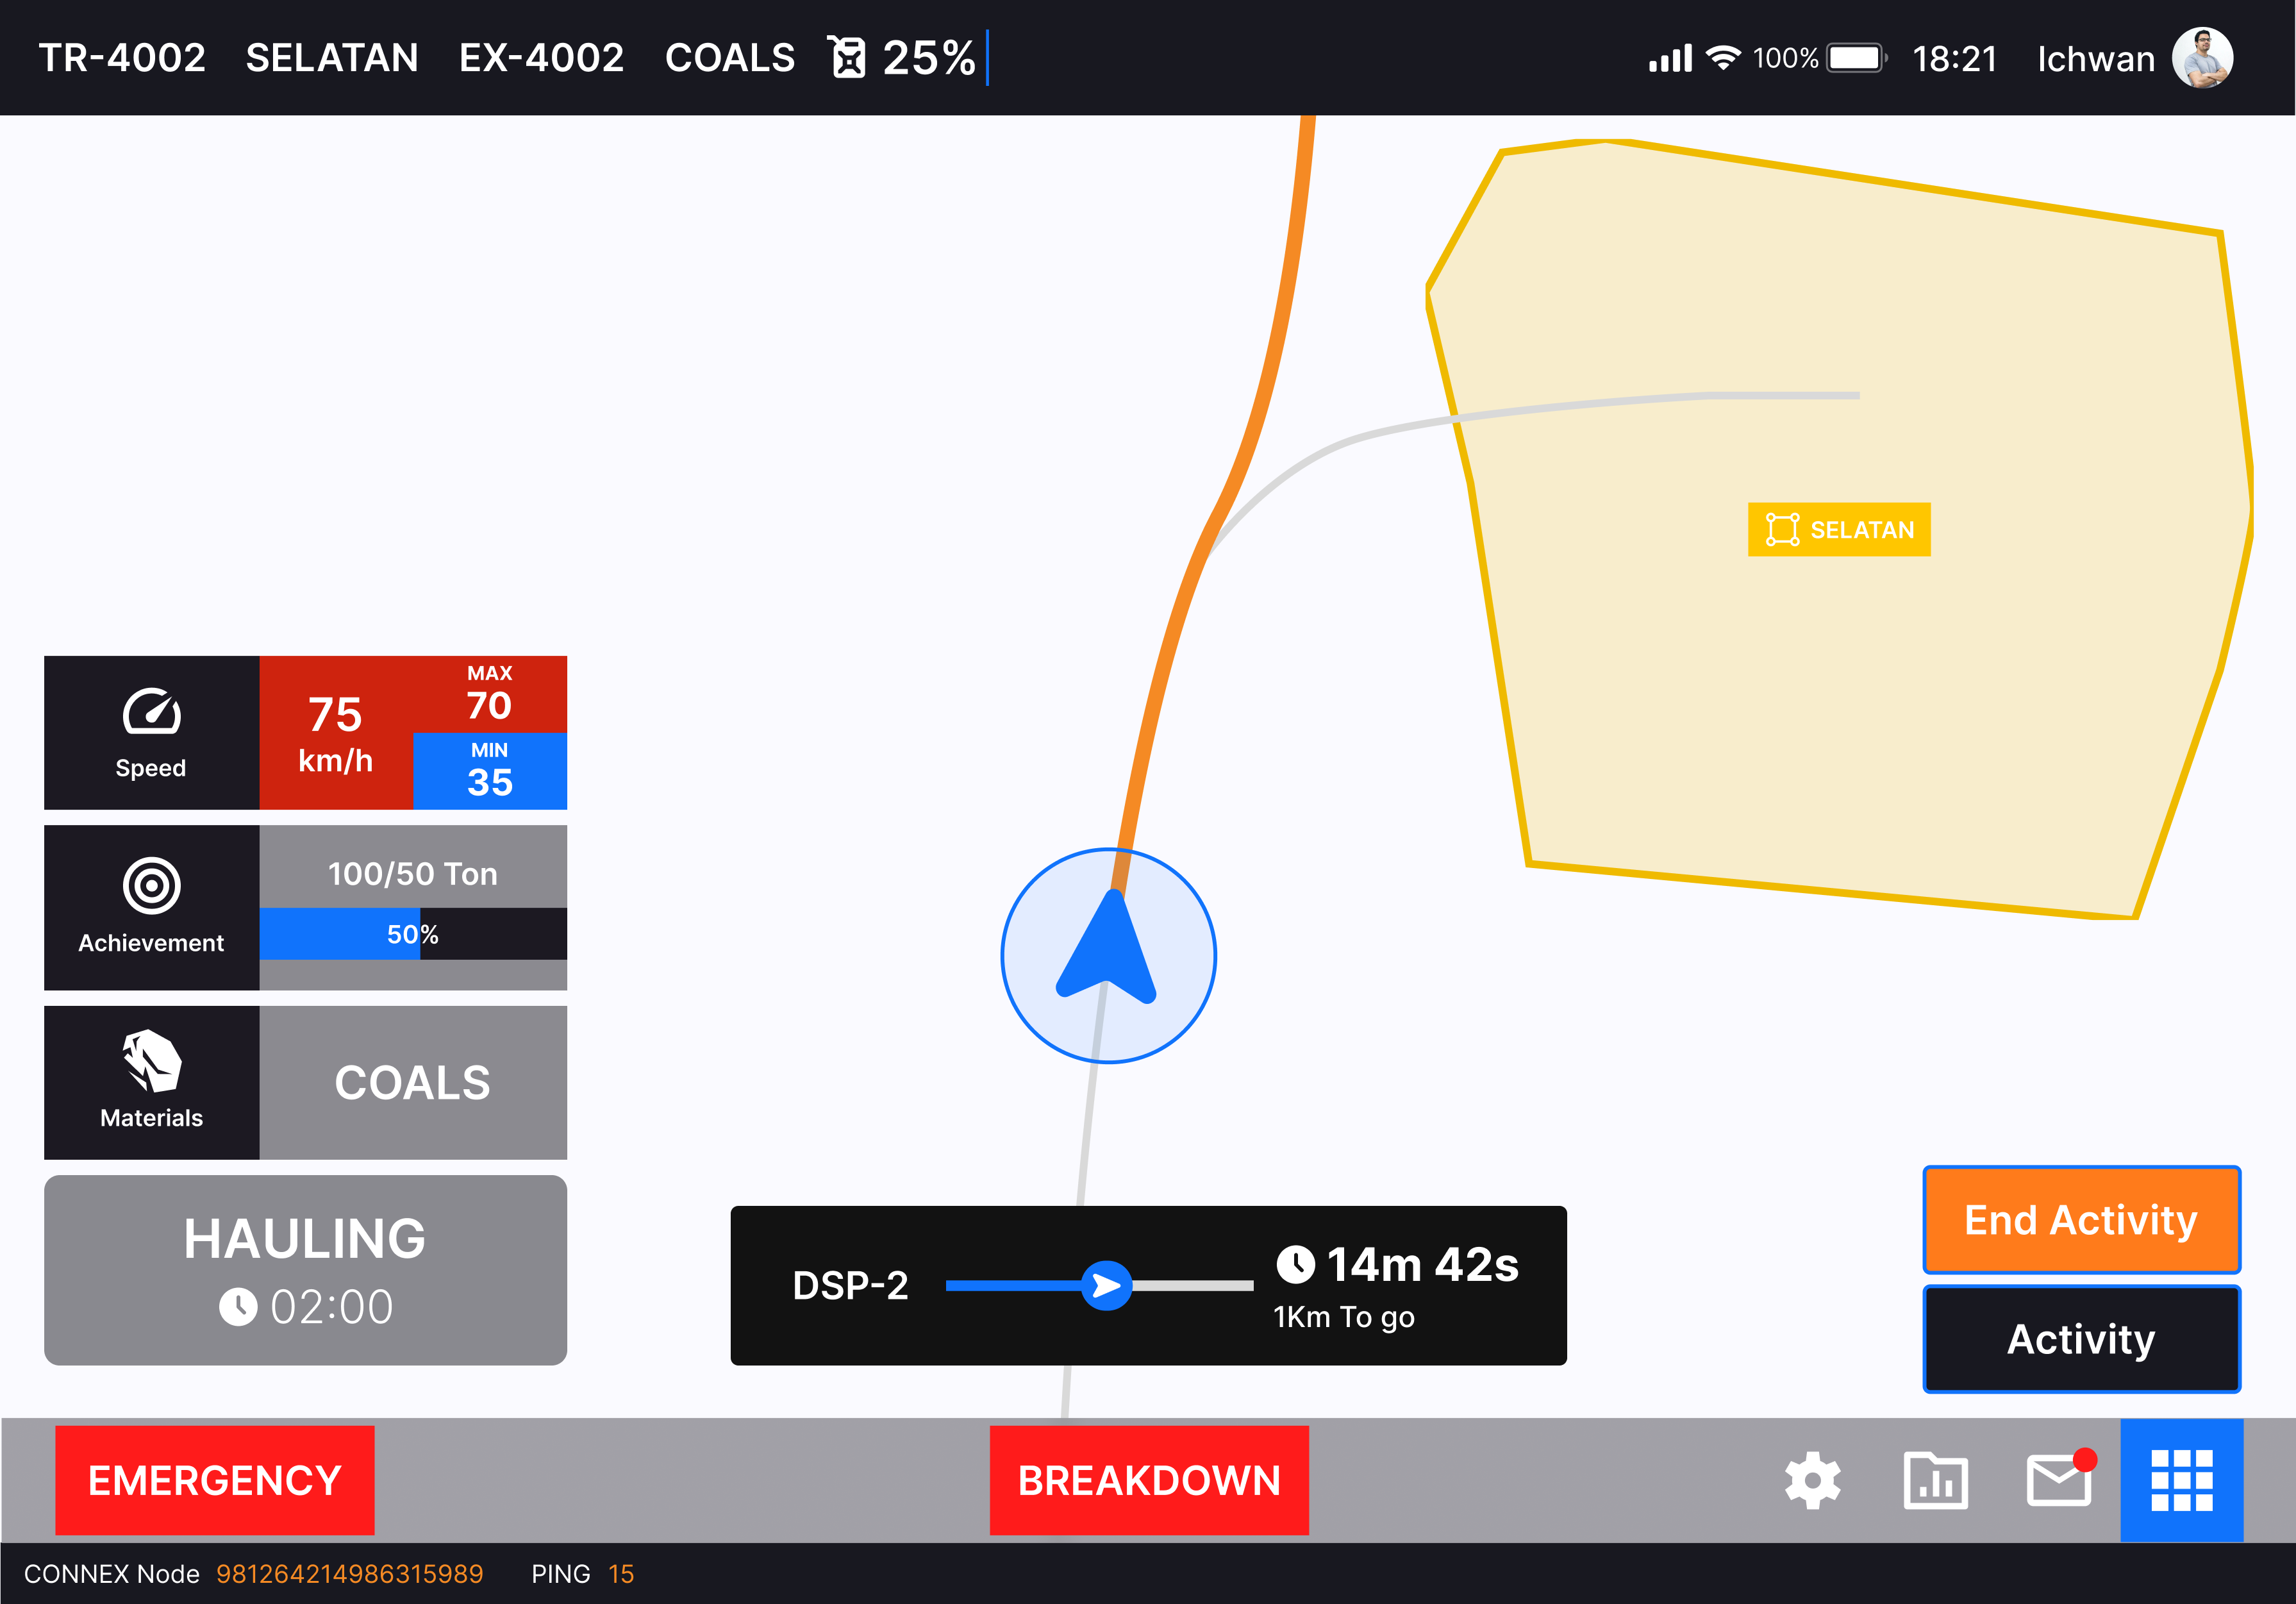 TR-4002 SELATAN EX-4002 COALS 25% 100% 18:21 Ichwan
SELATAN
Speed
75
km/h
MAX
70
MIN
35
Achievement
100/50 Ton
50%
Materials
COALS
HAULING
02:00
DSP-2
14m 42s
1Km To go
End Activity
Activity
EMERGENCY
BREAKDOWN
CONNEX Node 981264214986315989 PING 15